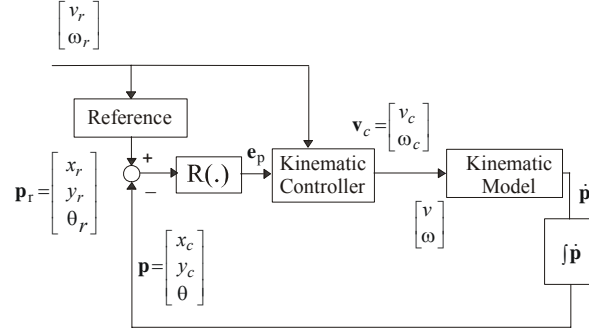 v_r
ω_r
Reference
+
−
R(.)
e_p
Kinematic
Controller
v_c = [v_c
ω_c]
Kinematic
Model
[v
ω]
ṗ
∫ṗ
p_r = [x_r
y_r
θ_r]
p = [x_c
y_c
θ]